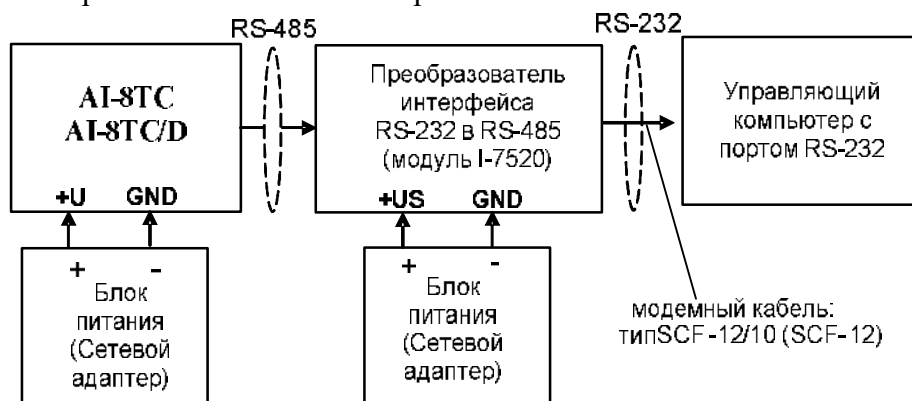 RS-485
RS-232
AI-8TC
AI-8TC/D
+U GND
Преобразователь
интерфейса
RS-232 в RS-485
(модуль I-7520)
+US GND
Управляющий
компьютер с
портом RS-232
+ -
Блок
питания
(Сетевой
адаптер)
+ -
Блок
питания
(Сетевой
адаптер)
модемный кабель:
типSCF-12/10 (SCF-12)